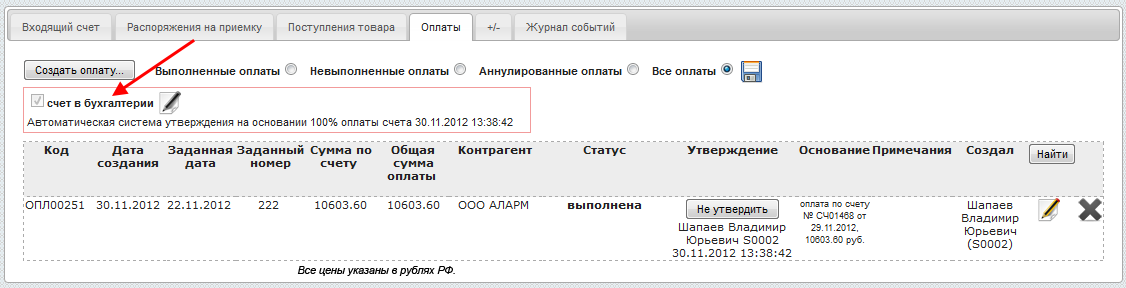 Входящий счет Распоряжения на приемку Поступления товара Оплаты +/- Журнал событий
Создать оплату... Выполненные оплаты Невыполненные оплаты Аннулированные оплаты Все оплаты
счет в бухгалтерии
Автоматическая система утверждения на основании 100% оплаты счета 30.11.2012 13:38:42
Код Дата создания Заданная дата Заданный номер Сумма по счету Общая сумма оплаты Контрагент Статус Утверждение Основание Примечания Создал Найти
ОПЛ00251 30.11.2012 22.11.2012 222 10603.60 10603.60 ООО АЛАРМ выполнена
Не утвердить
Шапаев Владимир
Юрьевич S0002
30.11.2012 13:38:42
оплата по счету
№ СЧ01468 от
29.11.2012,
10603.60 руб.
Шапаев
Владимир
Юрьевич
(S0002)
Все цены указаны в рублях РФ.